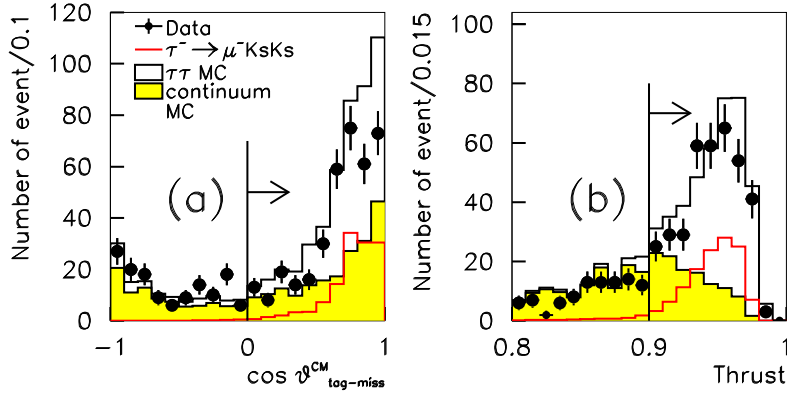 Number of event/0.1
120
100
80
60
40
20
0
Data
τ⁻ → μ⁻KsKs
ττ MC
continuum
MC
(a)
-1 0 1
cos ϑ^CM_tag-miss
Number of event/0.015
100
80
60
40
20
0
(b)
0.8 0.9 1
Thrust